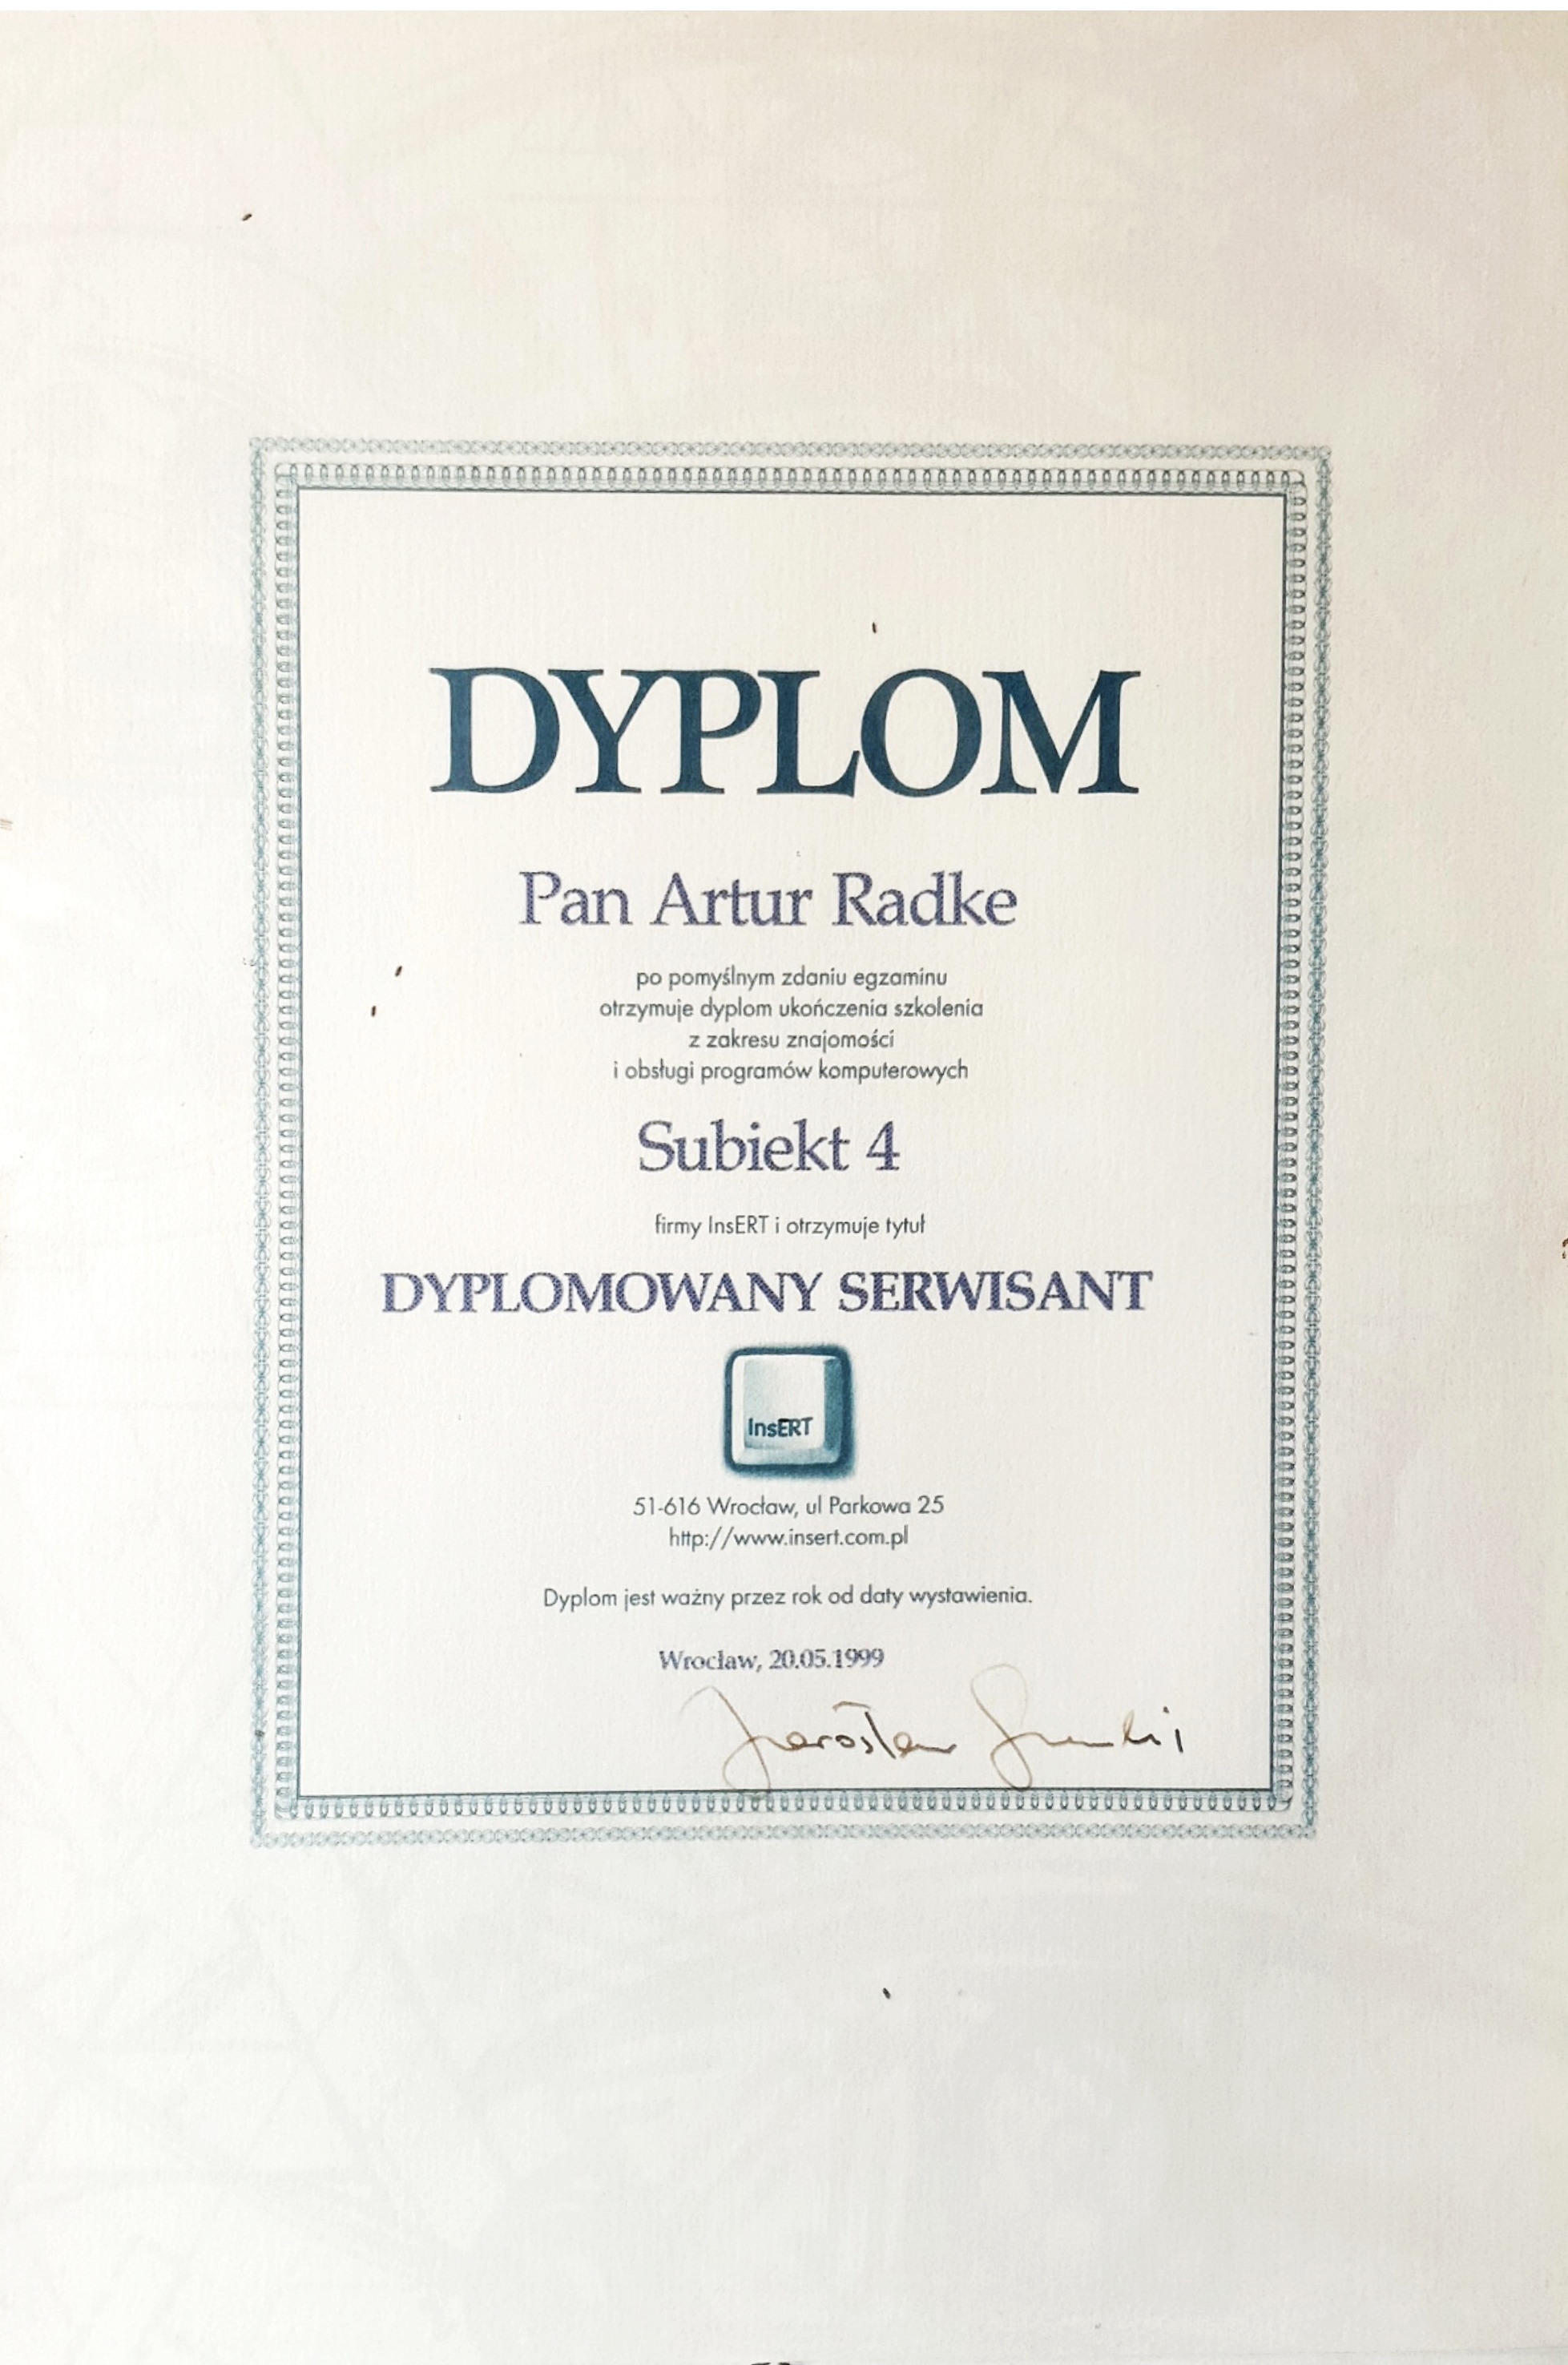 DYPLOM
Pan Artur Radke
po pomyślnym zdaniu egzaminu
otrzymuje dyplom ukończenia szkolenia
z zakresu znajomości
i obsługi programów komputerowych
Subiekt 4
firmy InsERT i otrzymuje tytuł
DYPLOMOWANY SERWISANT
InsERT
51-616 Wrocław, ul Parkowa 25
http://www.insert.com.pl
Dyplom jest ważny przez rok od daty wystawienia.
Wrocław, 20.05.1999
Jarosław